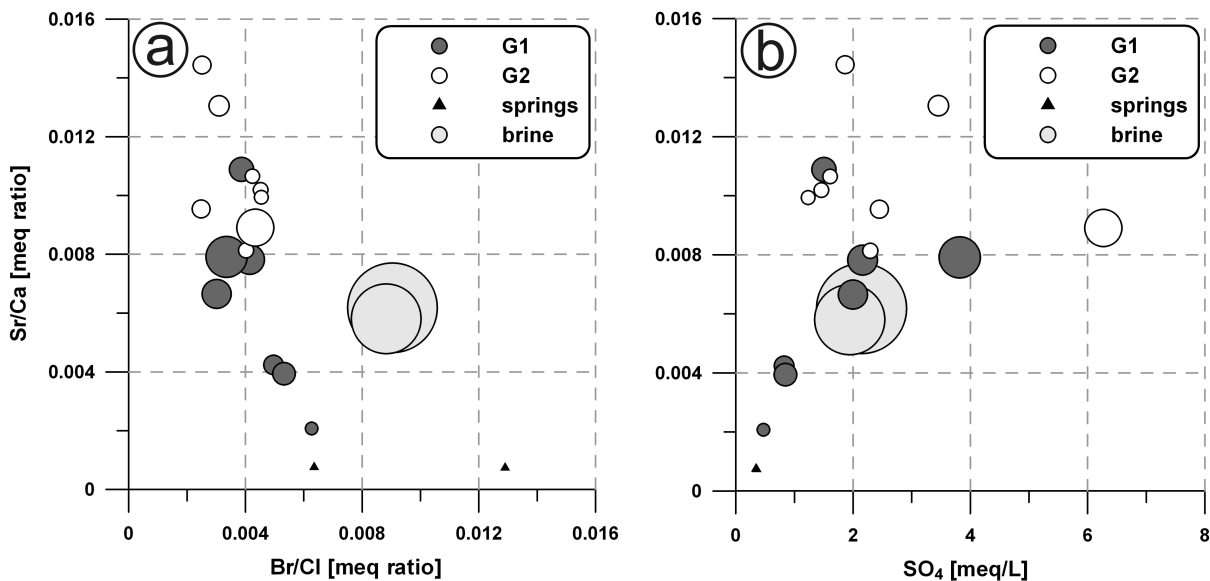 a
G1
G2
springs
brine
0.016
0.012
0.008
0.004
0
Sr/Ca [meq ratio]
0
0.004
0.008
0.012
0.016
Br/Cl [meq ratio]
b
G1
G2
springs
brine
0.016
0.012
0.008
0.004
0
0
2
4
6
8
SO₄ [meq/L]